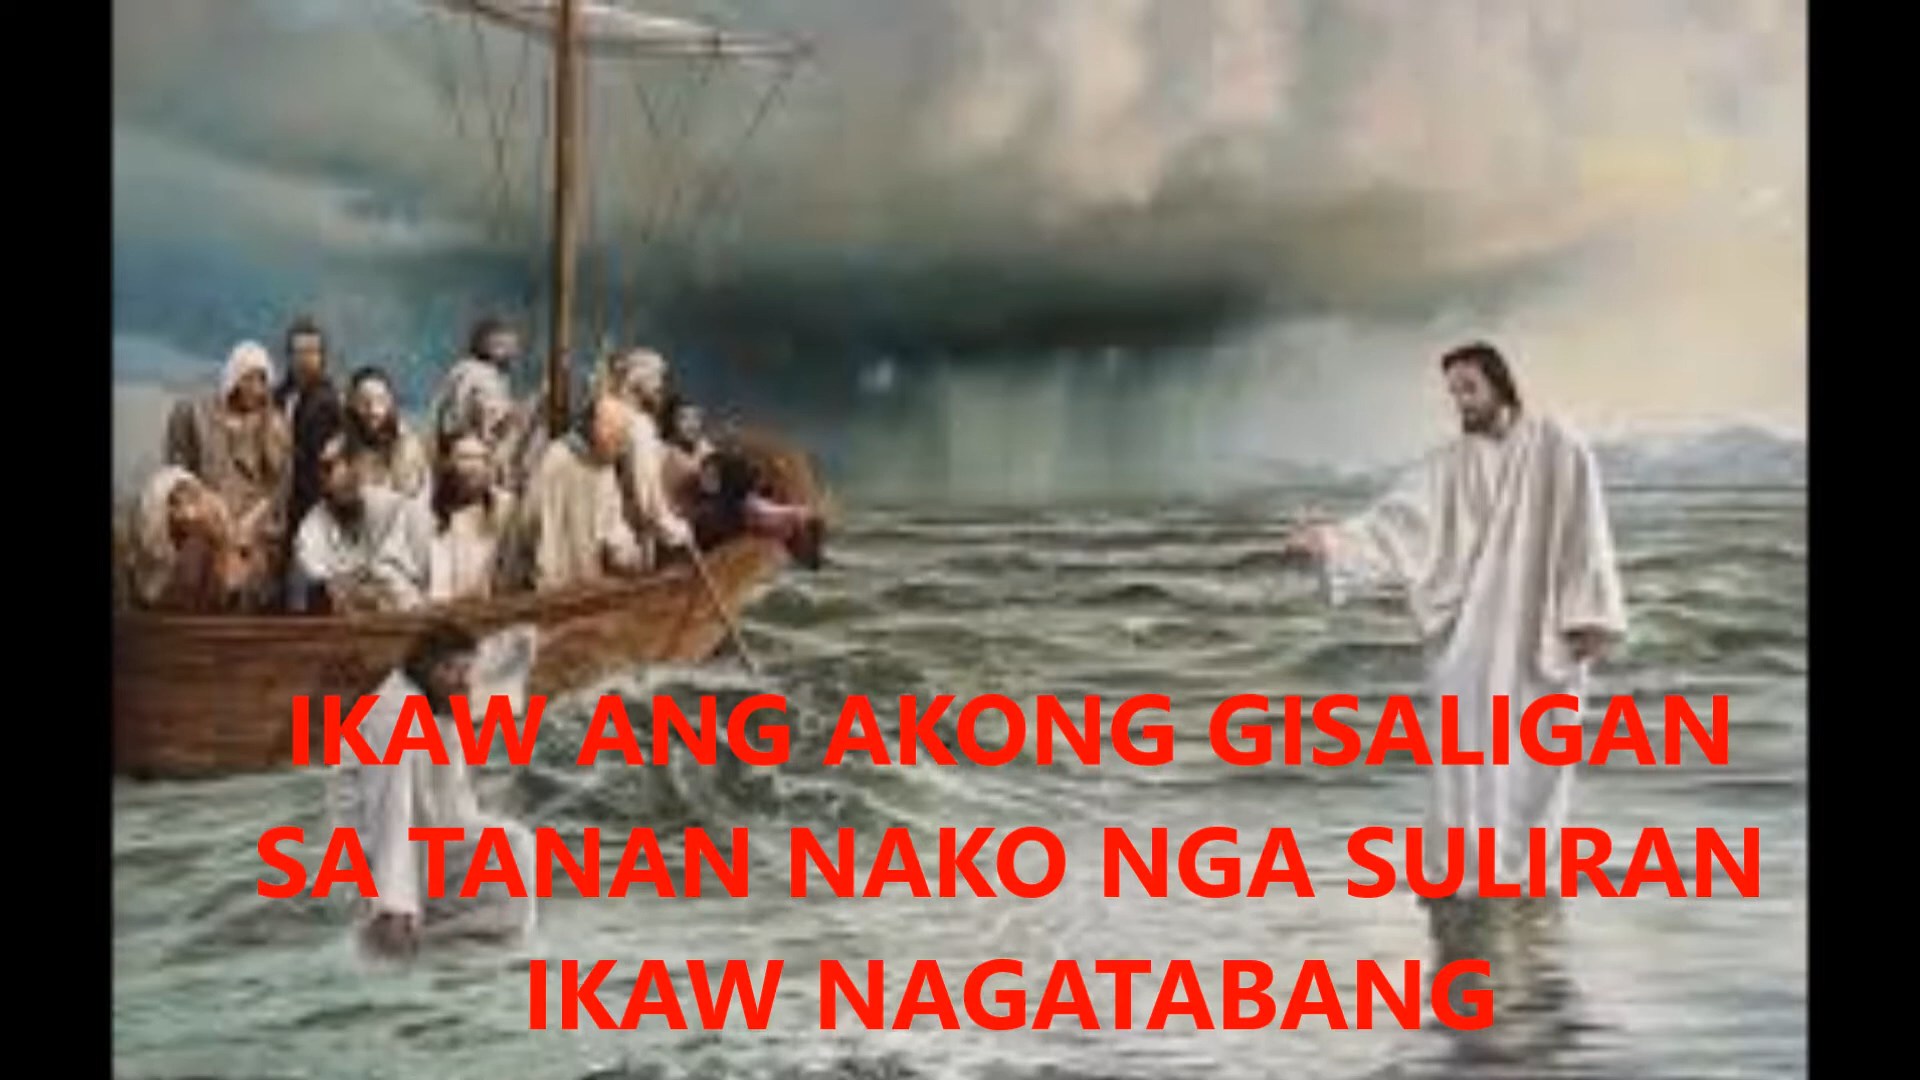 IKAW ANG AKONG GISALIGAN
SA TANAN NAKO NGA SULIRAN
IKAW NAGATABANG